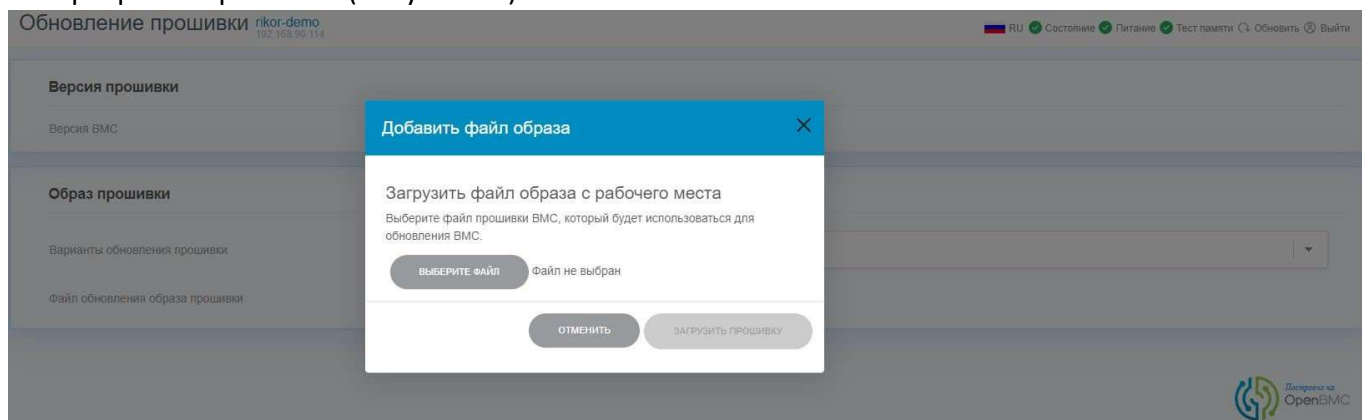 Обновление прошивки rikor-demo
192.168.90.114
RU Состояние Питание Тест памяти Обновить Выйти
Версия прошивки
Версия BMC
Добавить файл образа
Образ прошивки
Загрузить файл образа с рабочего места
Выберите файл прошивки BMC, который будет использоваться для
обновления BMC.
Варианты обновления прошивки
ВЫБЕРИТЕ ФАЙЛ Файл не выбран
Файл обновления образа прошивки
ОТМЕНИТЬ ЗАГРУЗИТЬ ПРОШИВКУ
Построено на
OpenBMC